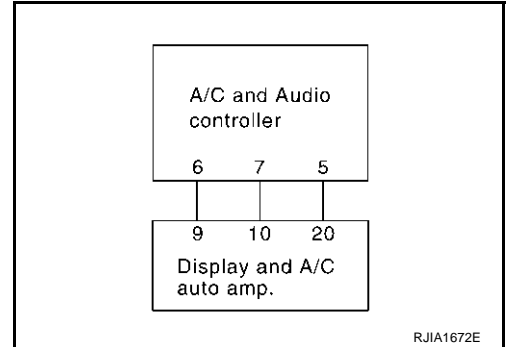 A/C and Audio
controller
6 7 5
9 10 20
Display and A/C
auto amp.
RJIA1672E